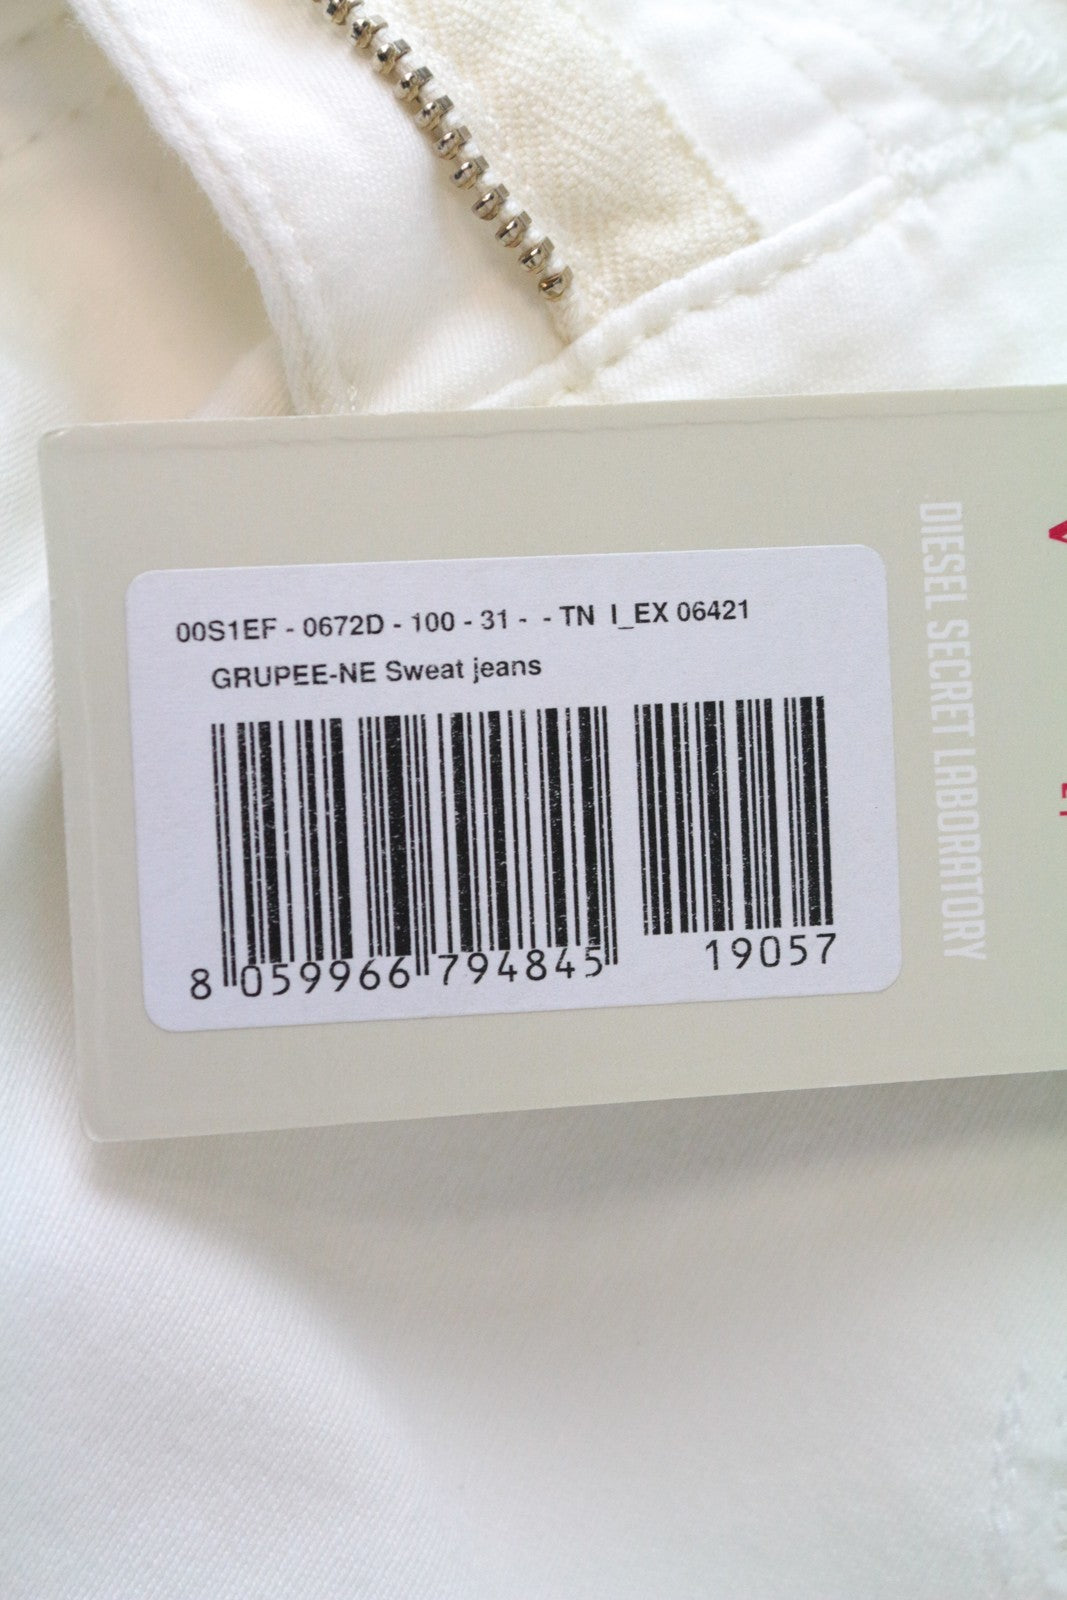 00S1EF - 0672D - 100 - 31 - - TN I_EX 06421
GRUPEE-NE Sweat jeans
8 059966 794845
19057
DIESEL SECRET LABORATORY